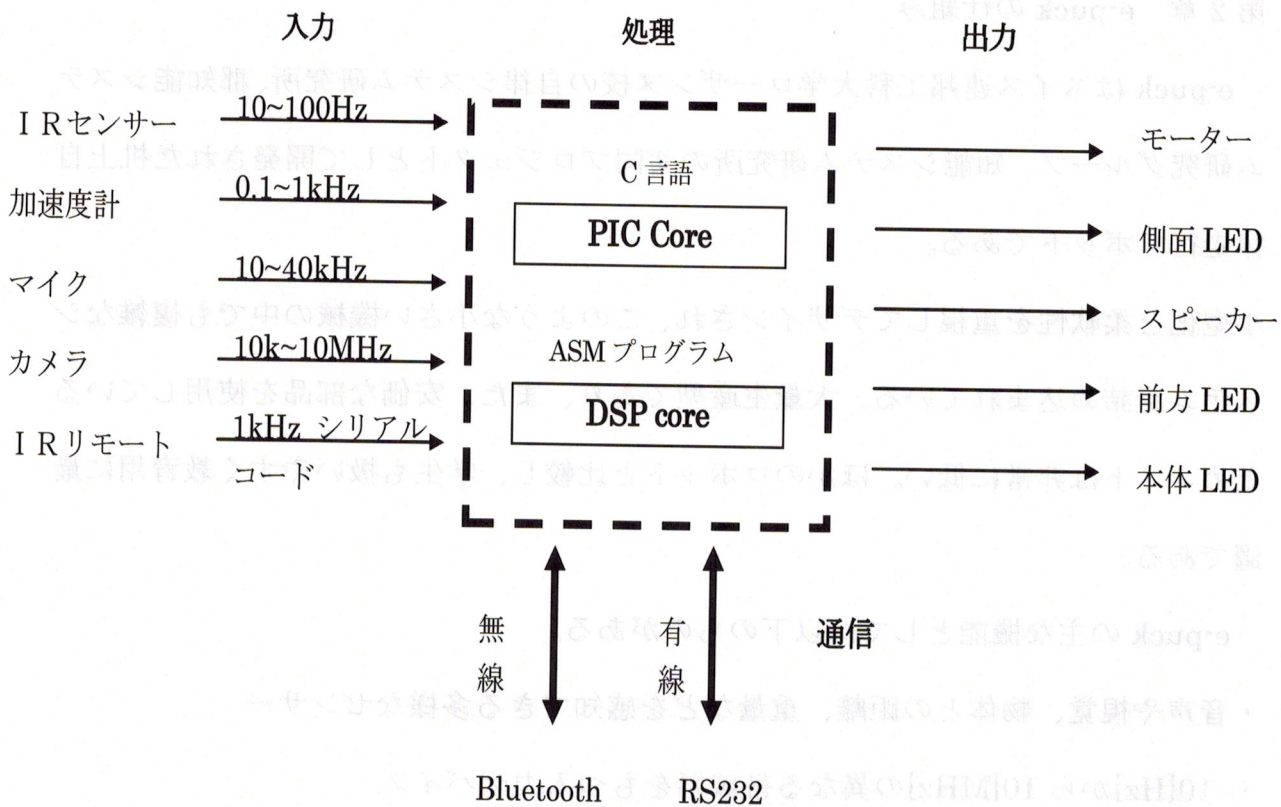 入力
処理
出力
IRセンサー
10~100Hz
加速度計
0.1~1kHz
マイク
10~40kHz
カメラ
10k~10MHz
IRリモート
1kHz シリアル
コード
C言語
PIC Core
ASMプログラム
DSP core
モーター
側面 LED
スピーカー
前方 LED
本体 LED
無線
有線
通信
Bluetooth
RS232